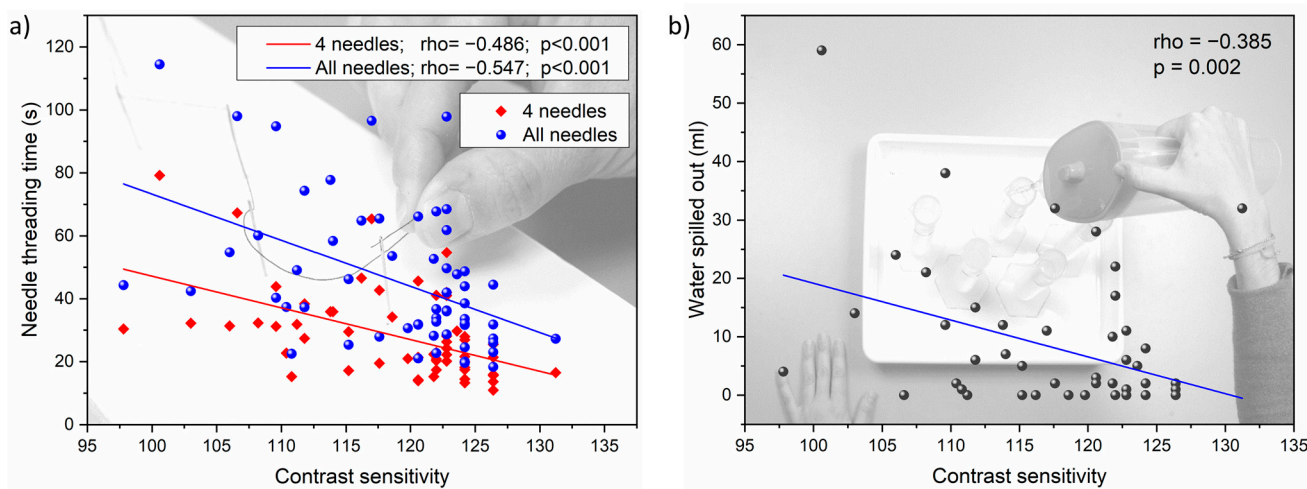 a)
4 needles; rho= −0.486; p<0.001
All needles; rho= −0.547; p<0.001
4 needles
All needles
Needle threading time (s)
120
100
80
60
40
20
0
95 100 105 110 115 120 125 130 135
Contrast sensitivity
b)
rho = −0.385
p = 0.002
Water spilled out (ml)
60
50
40
30
20
10
0
95 100 105 110 115 120 125 130 135
Contrast sensitivity